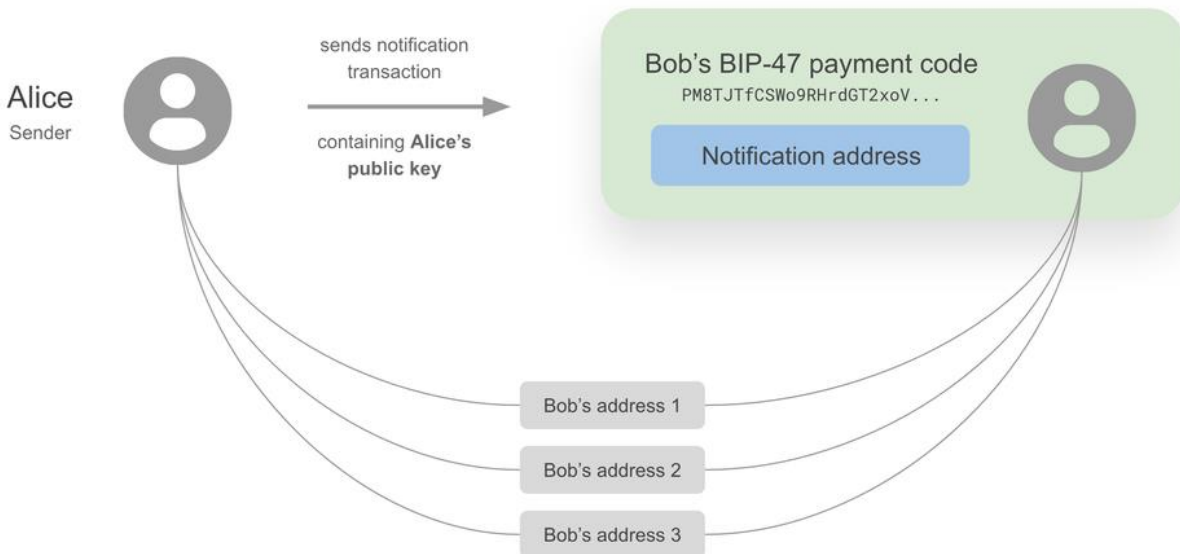 Alice
Sender
sends notification
transaction
containing Alice's
public key
Bob's BIP-47 payment code
PM8TJTfCSWo9RHrdGT2xoV...
Notification address
Bob's address 1
Bob's address 2
Bob's address 3